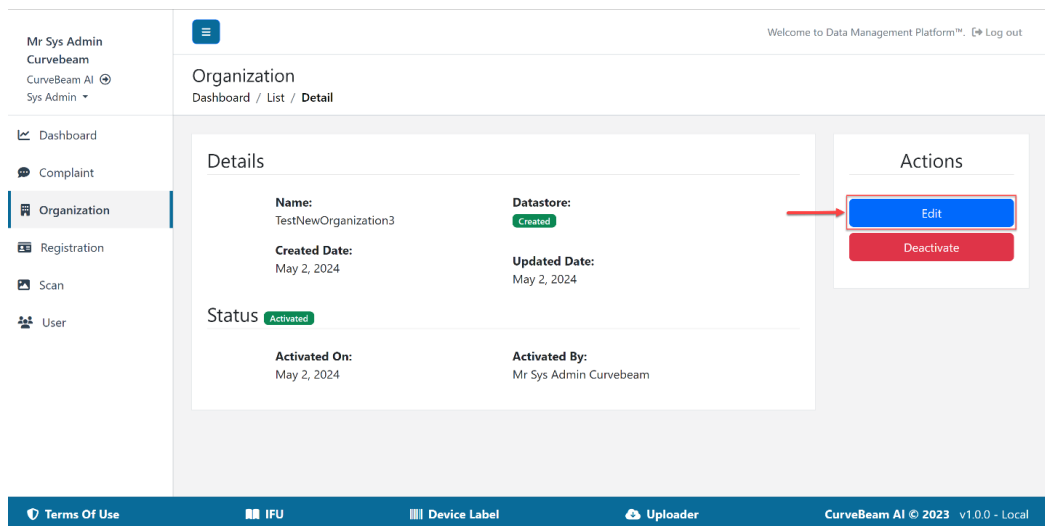 Mr Sys Admin
Curvebeam
CurveBeam AI
Sys Admin
Dashboard
Complaint
Organization
Registration
Scan
User
Welcome to Data Management Platform™. Log out
Organization
Dashboard / List / Detail
Details
Name:
TestNewOrganization3
Datastore:
Created
Created Date:
May 2, 2024
Updated Date:
May 2, 2024
Status Activated
Activated On:
May 2, 2024
Activated By:
Mr Sys Admin Curvebeam
Actions
Edit
Deactivate
Terms Of Use IFU Device Label Uploader CurveBeam AI © 2023 v1.0.0 - Local